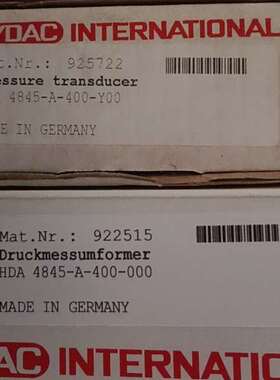 YDAC INTERNATIONAL
t.Nr.: 925722
essure transducer
4845-A-400-Y00
DE IN GERMANY
Mat.Nr.: 922515
Druckmessumformer
HDA 4845-A-400-000
MADE IN GERMANY
AC INTERNATIONAL